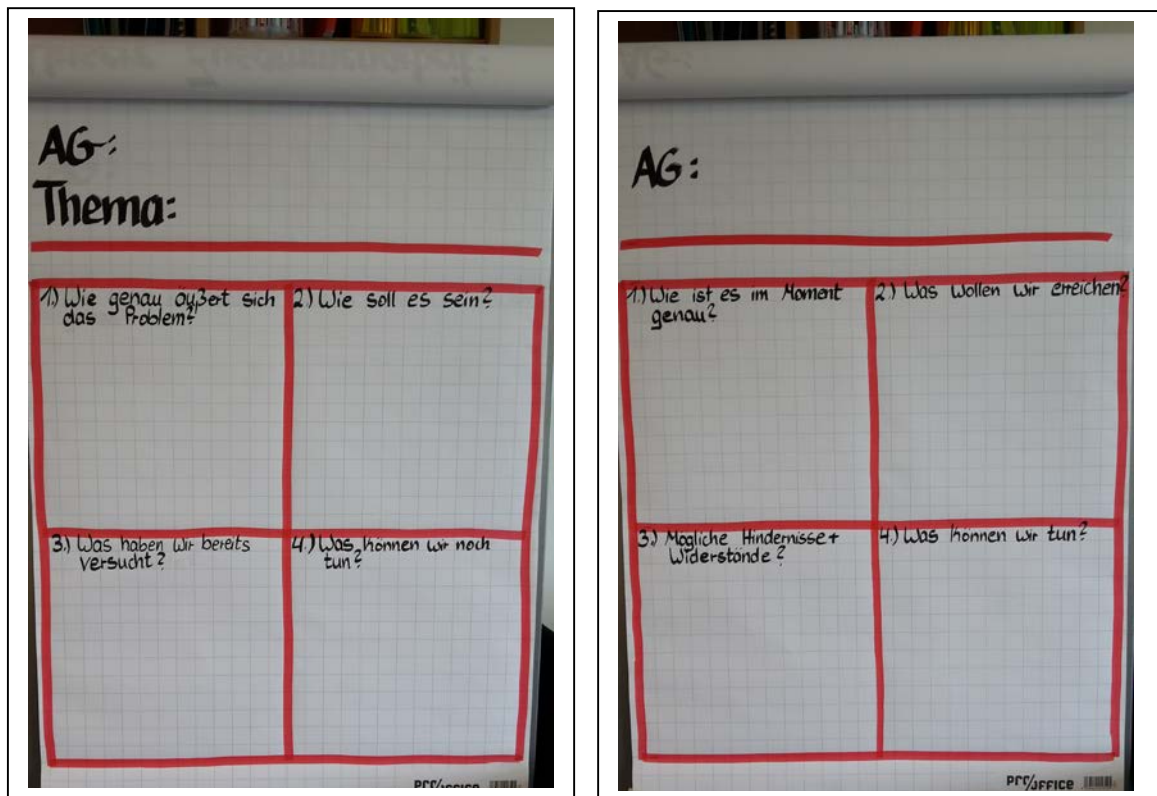 AG:
Thema:
1.) Wie genau äußert sich
das Problem?
2.) Wie soll es sein?
3.) Was haben wir bereits
versucht?
4.) Was können wir noch
tun?
AG:
1.) Wie ist es im Moment
genau?
2.) Was wollen wir erreichen?
3.) Mögliche Hindernisse +
Widerstände?
4.) Was können wir tun?